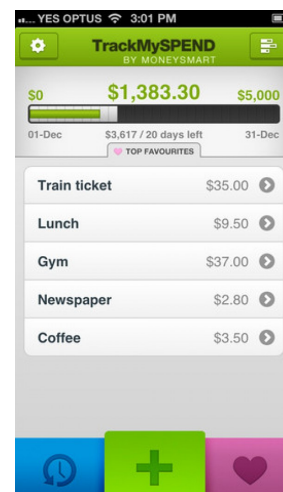 ... YES OPTUS 3:01 PM
TrackMySPEND
BY MONEYSMART
$0 $1,383.30 $5,000
01-Dec $3,617 / 20 days left 31-Dec
TOP FAVOURITES
Train ticket $35.00
Lunch $9.50
Gym $37.00
Newspaper $2.80
Coffee $3.50